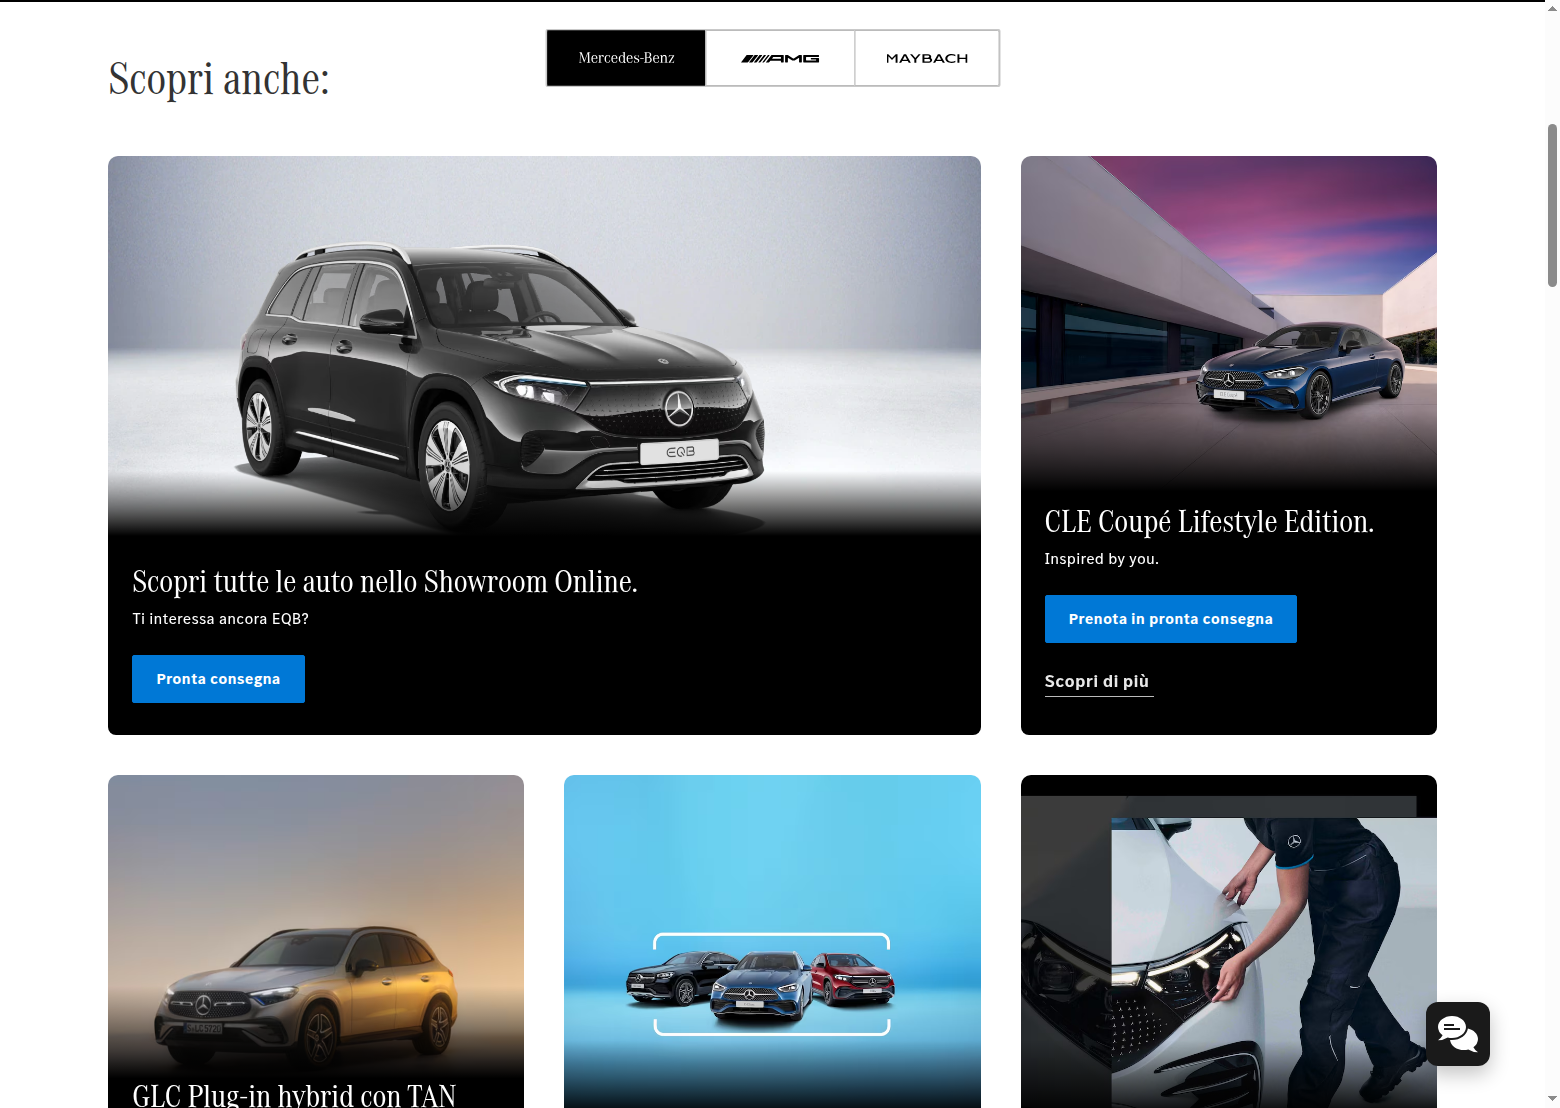 Scopri anche:
Mercedes-Benz
AMG
MAYBACH
EQB
Scopri tutte le auto nello Showroom Online.
Ti interessa ancora EQB?
Pronta consegna
CLE Coupé Lifestyle Edition.
Inspired by you.
Prenota in pronta consegna
Scopri di più
GLC Plug-in hybrid con TAN